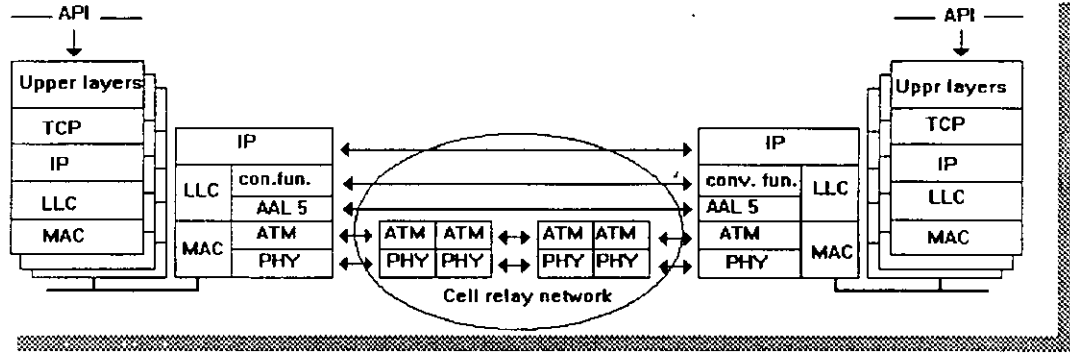 API
API
Upper layers
TCP
IP
LLC
MAC
IP
LLC
con.fun.
AAL 5
MAC
ATM
PHY
ATM ATM
PHY PHY
ATM ATM
PHY PHY
Cell relay network
IP
conv. fun.
LLC
AAL 5
ATM
MAC
PHY
Uppr layers
TCP
IP
LLC
MAC